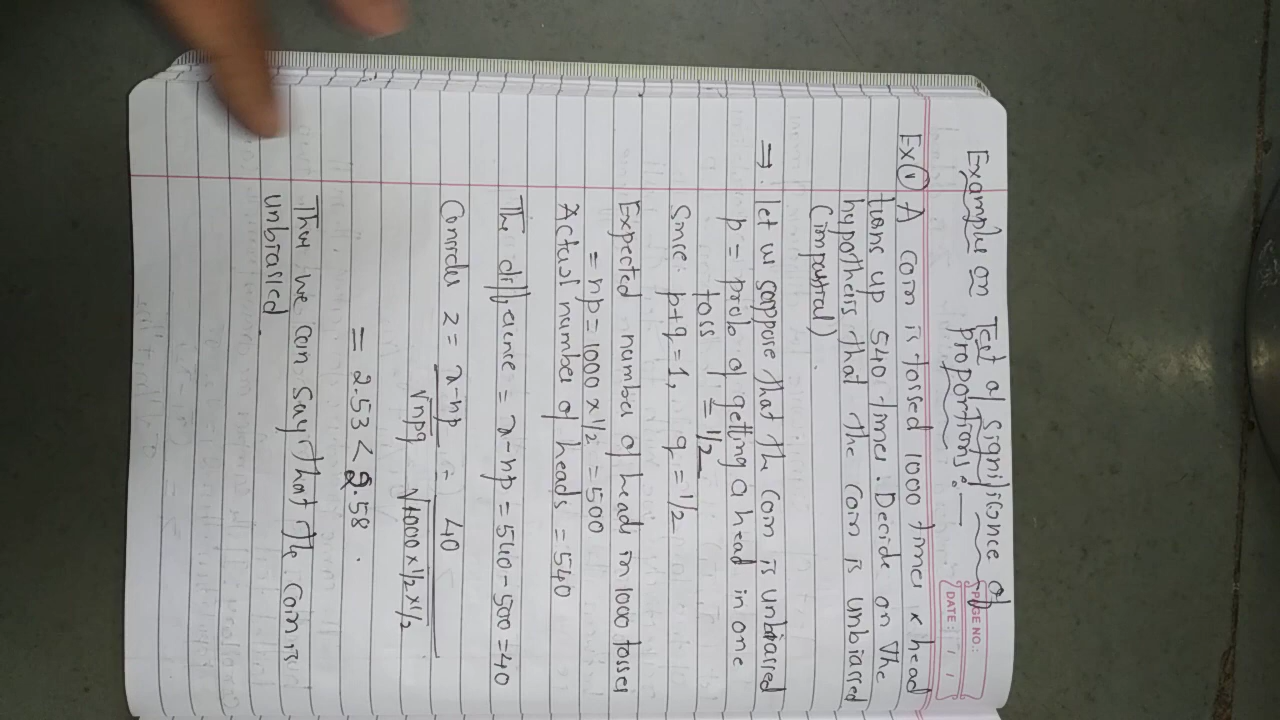 PAGE NO.:
DATE: / /
Example on Test of Significance of
proportions:—
Ex (1) A coin is tossed 1000 times & head
turns up 540 times. Decide on the
hypothesis that the coin is unbiassed
(impartial).
⇒. let us suppose that the coin is unbiassed
p = prob of getting a head in one
toss = 1/2
Since. p+q=1, q = 1/2
Expected number of heads in 1000 tosses
= np = 1000 x 1/2 = 500
Actual number of heads = 540
The difference = x-np = 540-500=40
Consider z = x-np / √npq = 40 / √1000 x 1/2 x 1/2
= 2.53 < 2.58 .
Thus we can say that the coin is
unbiassed.